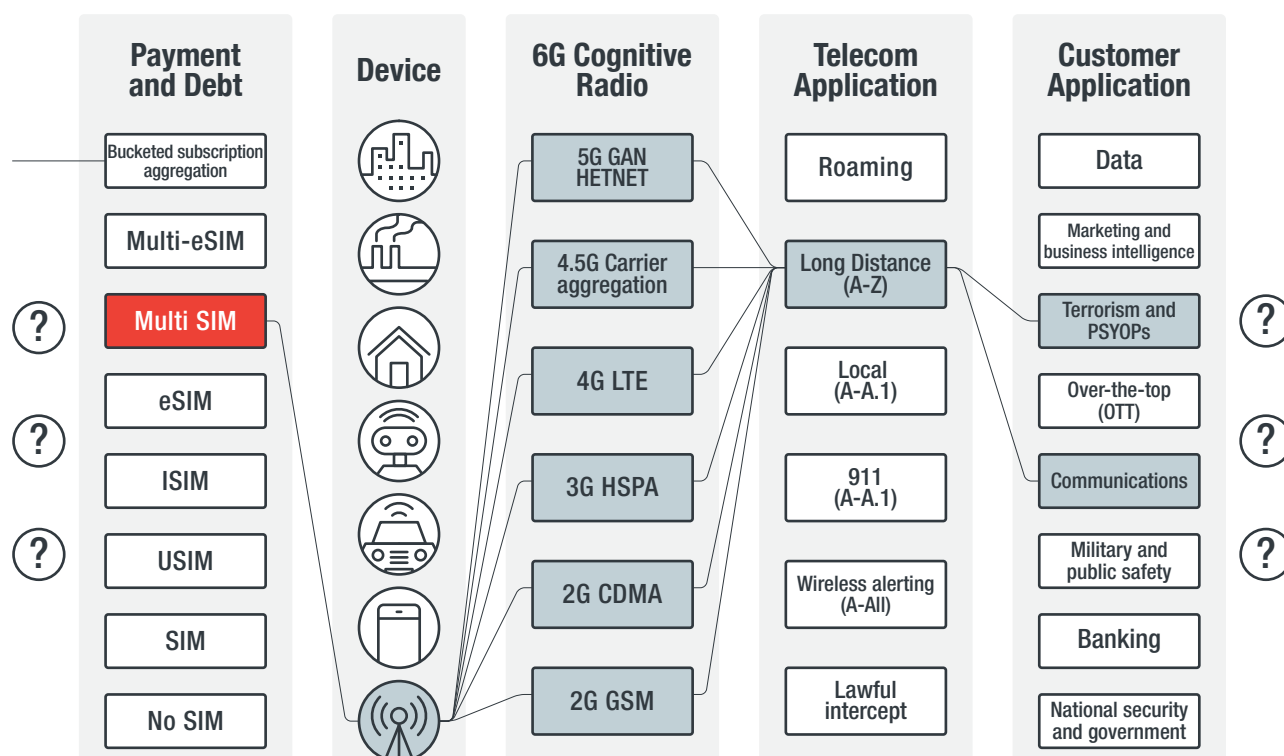 Payment
and Debt
Bucketed subscription
aggregation
Multi-eSIM
Multi SIM
eSIM
ISIM
USIM
SIM
No SIM
?
?
?
Device
6G Cognitive
Radio
5G GAN
HETNET
4.5G Carrier
aggregation
4G LTE
3G HSPA
2G CDMA
2G GSM
Telecom
Application
Roaming
Long Distance
(A-Z)
Local
(A-A.1)
911
(A-A.1)
Wireless alerting
(A-All)
Lawful
intercept
Customer
Application
Data
Marketing and
business intelligence
Terrorism and
PSYOPs
Over-the-top
(OTT)
Communications
Military and
public safety
Banking
National security
and government
?
?
?